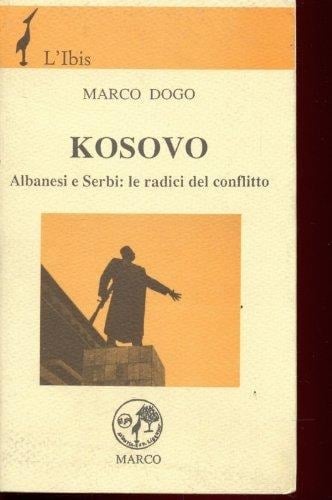 L'Ibis
MARCO DOGO
KOSOVO
Albanesi e Serbi: le radici del conflitto
MARCO